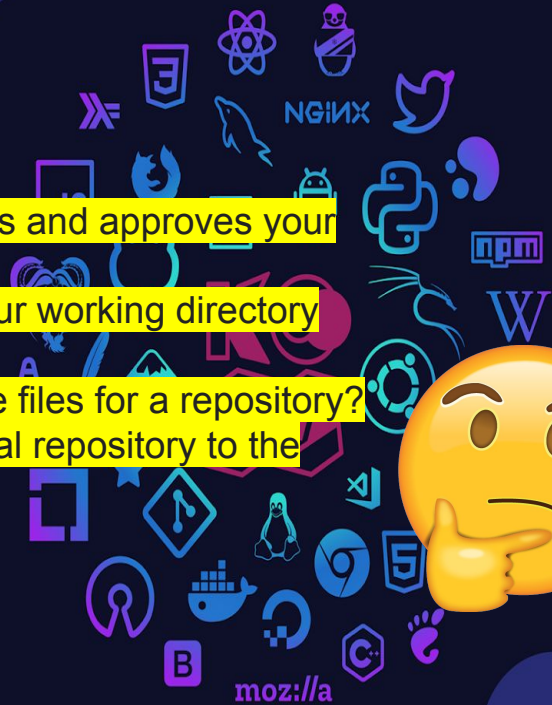 NGiNX
s and approves your
npm
ur working directory
W
e files for a repository?
al repository to the
B
C++
moz://a